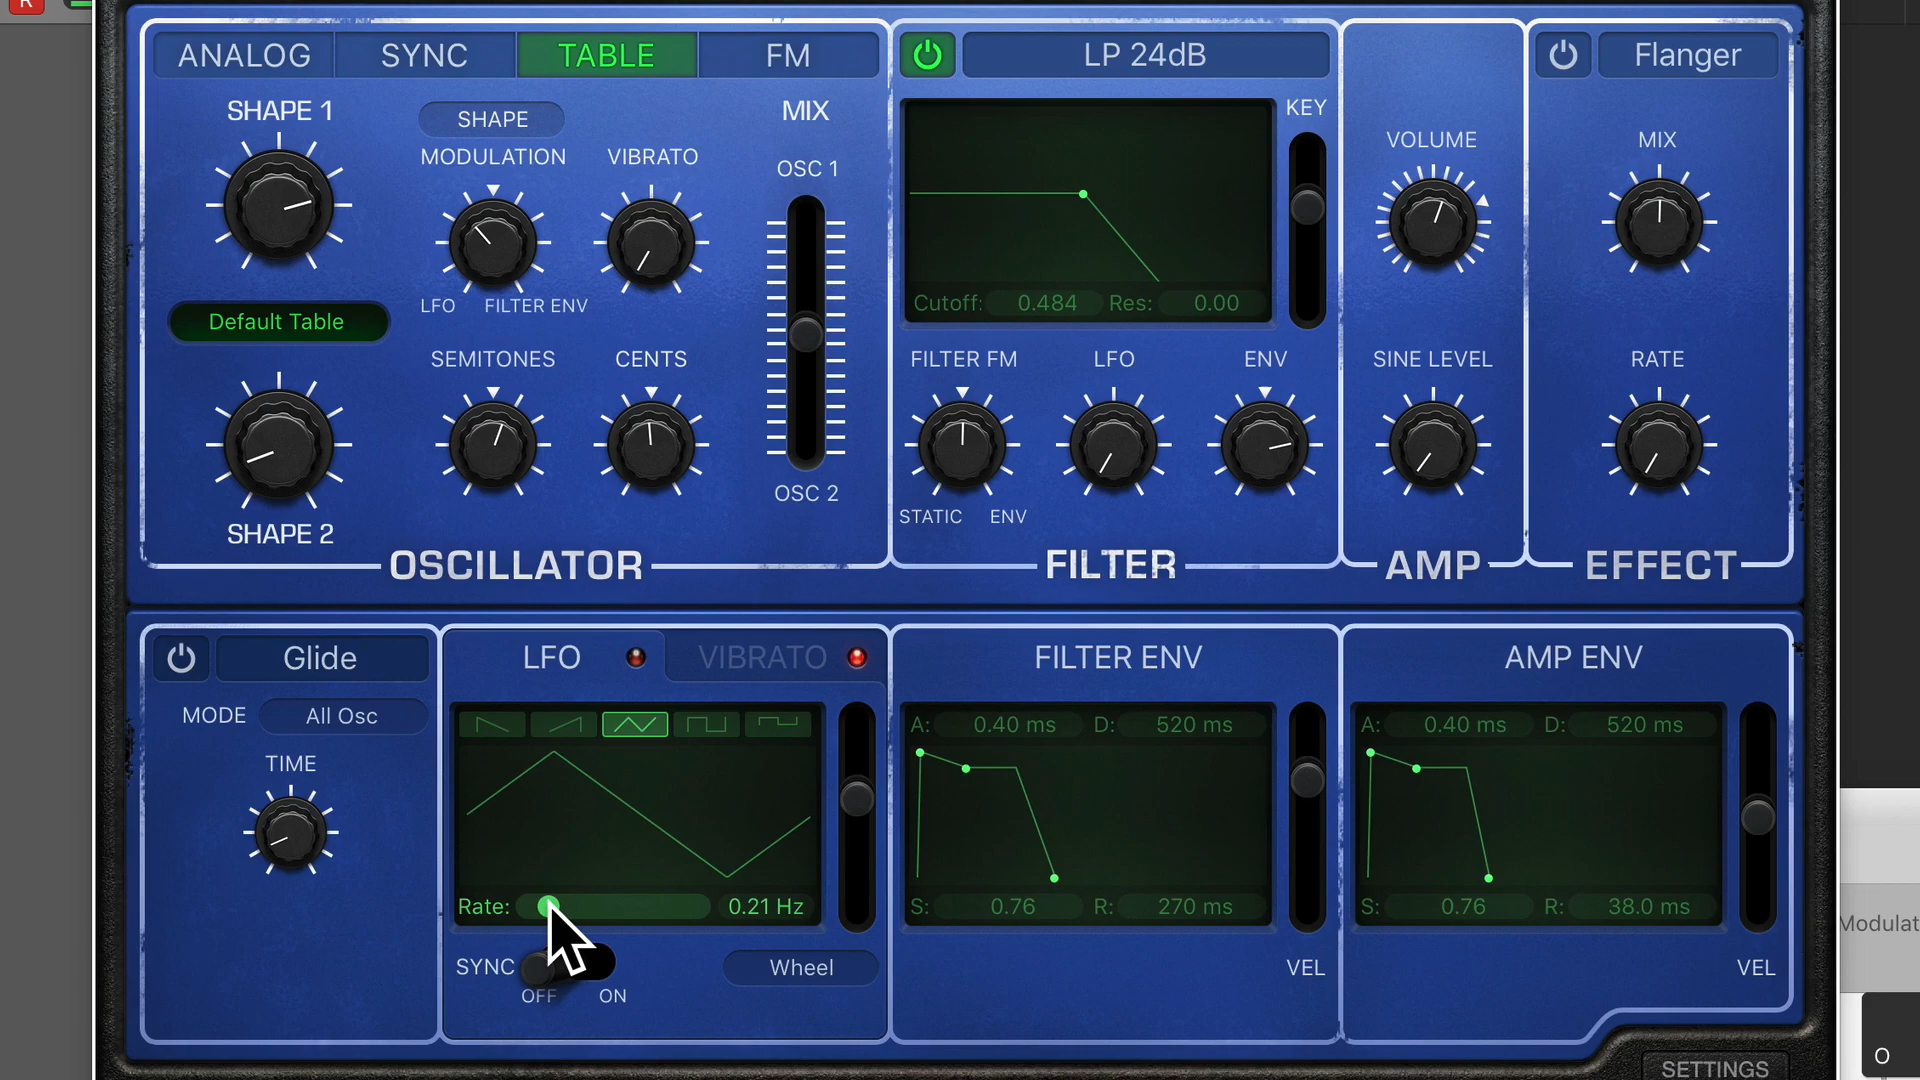 R
ANALOG SYNC TABLE FM
LP 24dB
Flanger
SHAPE 1
SHAPE
MODULATION
VIBRATO
MIX
OSC 1
LFO FILTER ENV
Default Table
SEMITONES
CENTS
OSC 2
SHAPE 2
OSCILLATOR
KEY
Cutoff: 0.484 Res: 0.00
FILTER FM
LFO
ENV
STATIC ENV
FILTER
VOLUME
SINE LEVEL
AMP
MIX
RATE
EFFECT
Glide
MODE All Osc
TIME
LFO
VIBRATO
Rate: 0.21 Hz
SYNC
OFF ON
Wheel
FILTER ENV
A: 0.40 ms D: 520 ms
S: 0.76 R: 270 ms
VEL
AMP ENV
A: 0.40 ms D: 520 ms
S: 0.76 R: 38.0 ms
VEL
SETTINGS
Modulat
O